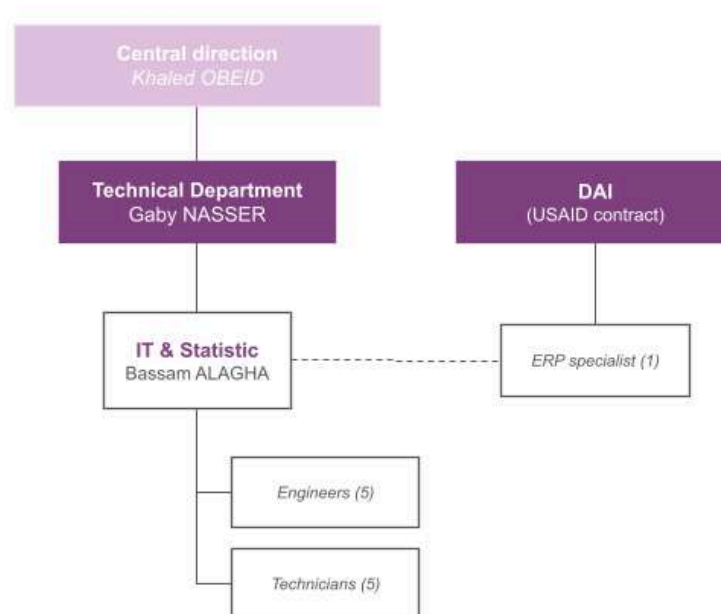 Central direction
Khaled OBEID
Technical Department
Gaby NASSER
DAI
(USAID contract)
IT & Statistic
Bassam ALAGHA
ERP specialist (1)
Engineers (5)
Technicians (5)